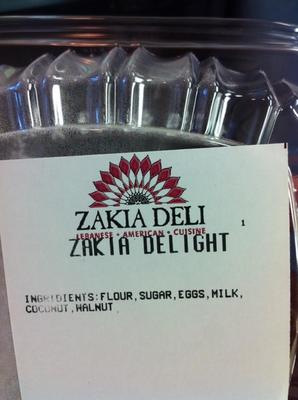 ZAKIA DELI
1
LEBANESE • AMERICAN • CUISINE
ZAKIA DELIGHT
INGRIDIENTS:FLOUR,SUGAR,EGGS,MILK,
COCONUT,WALNUT